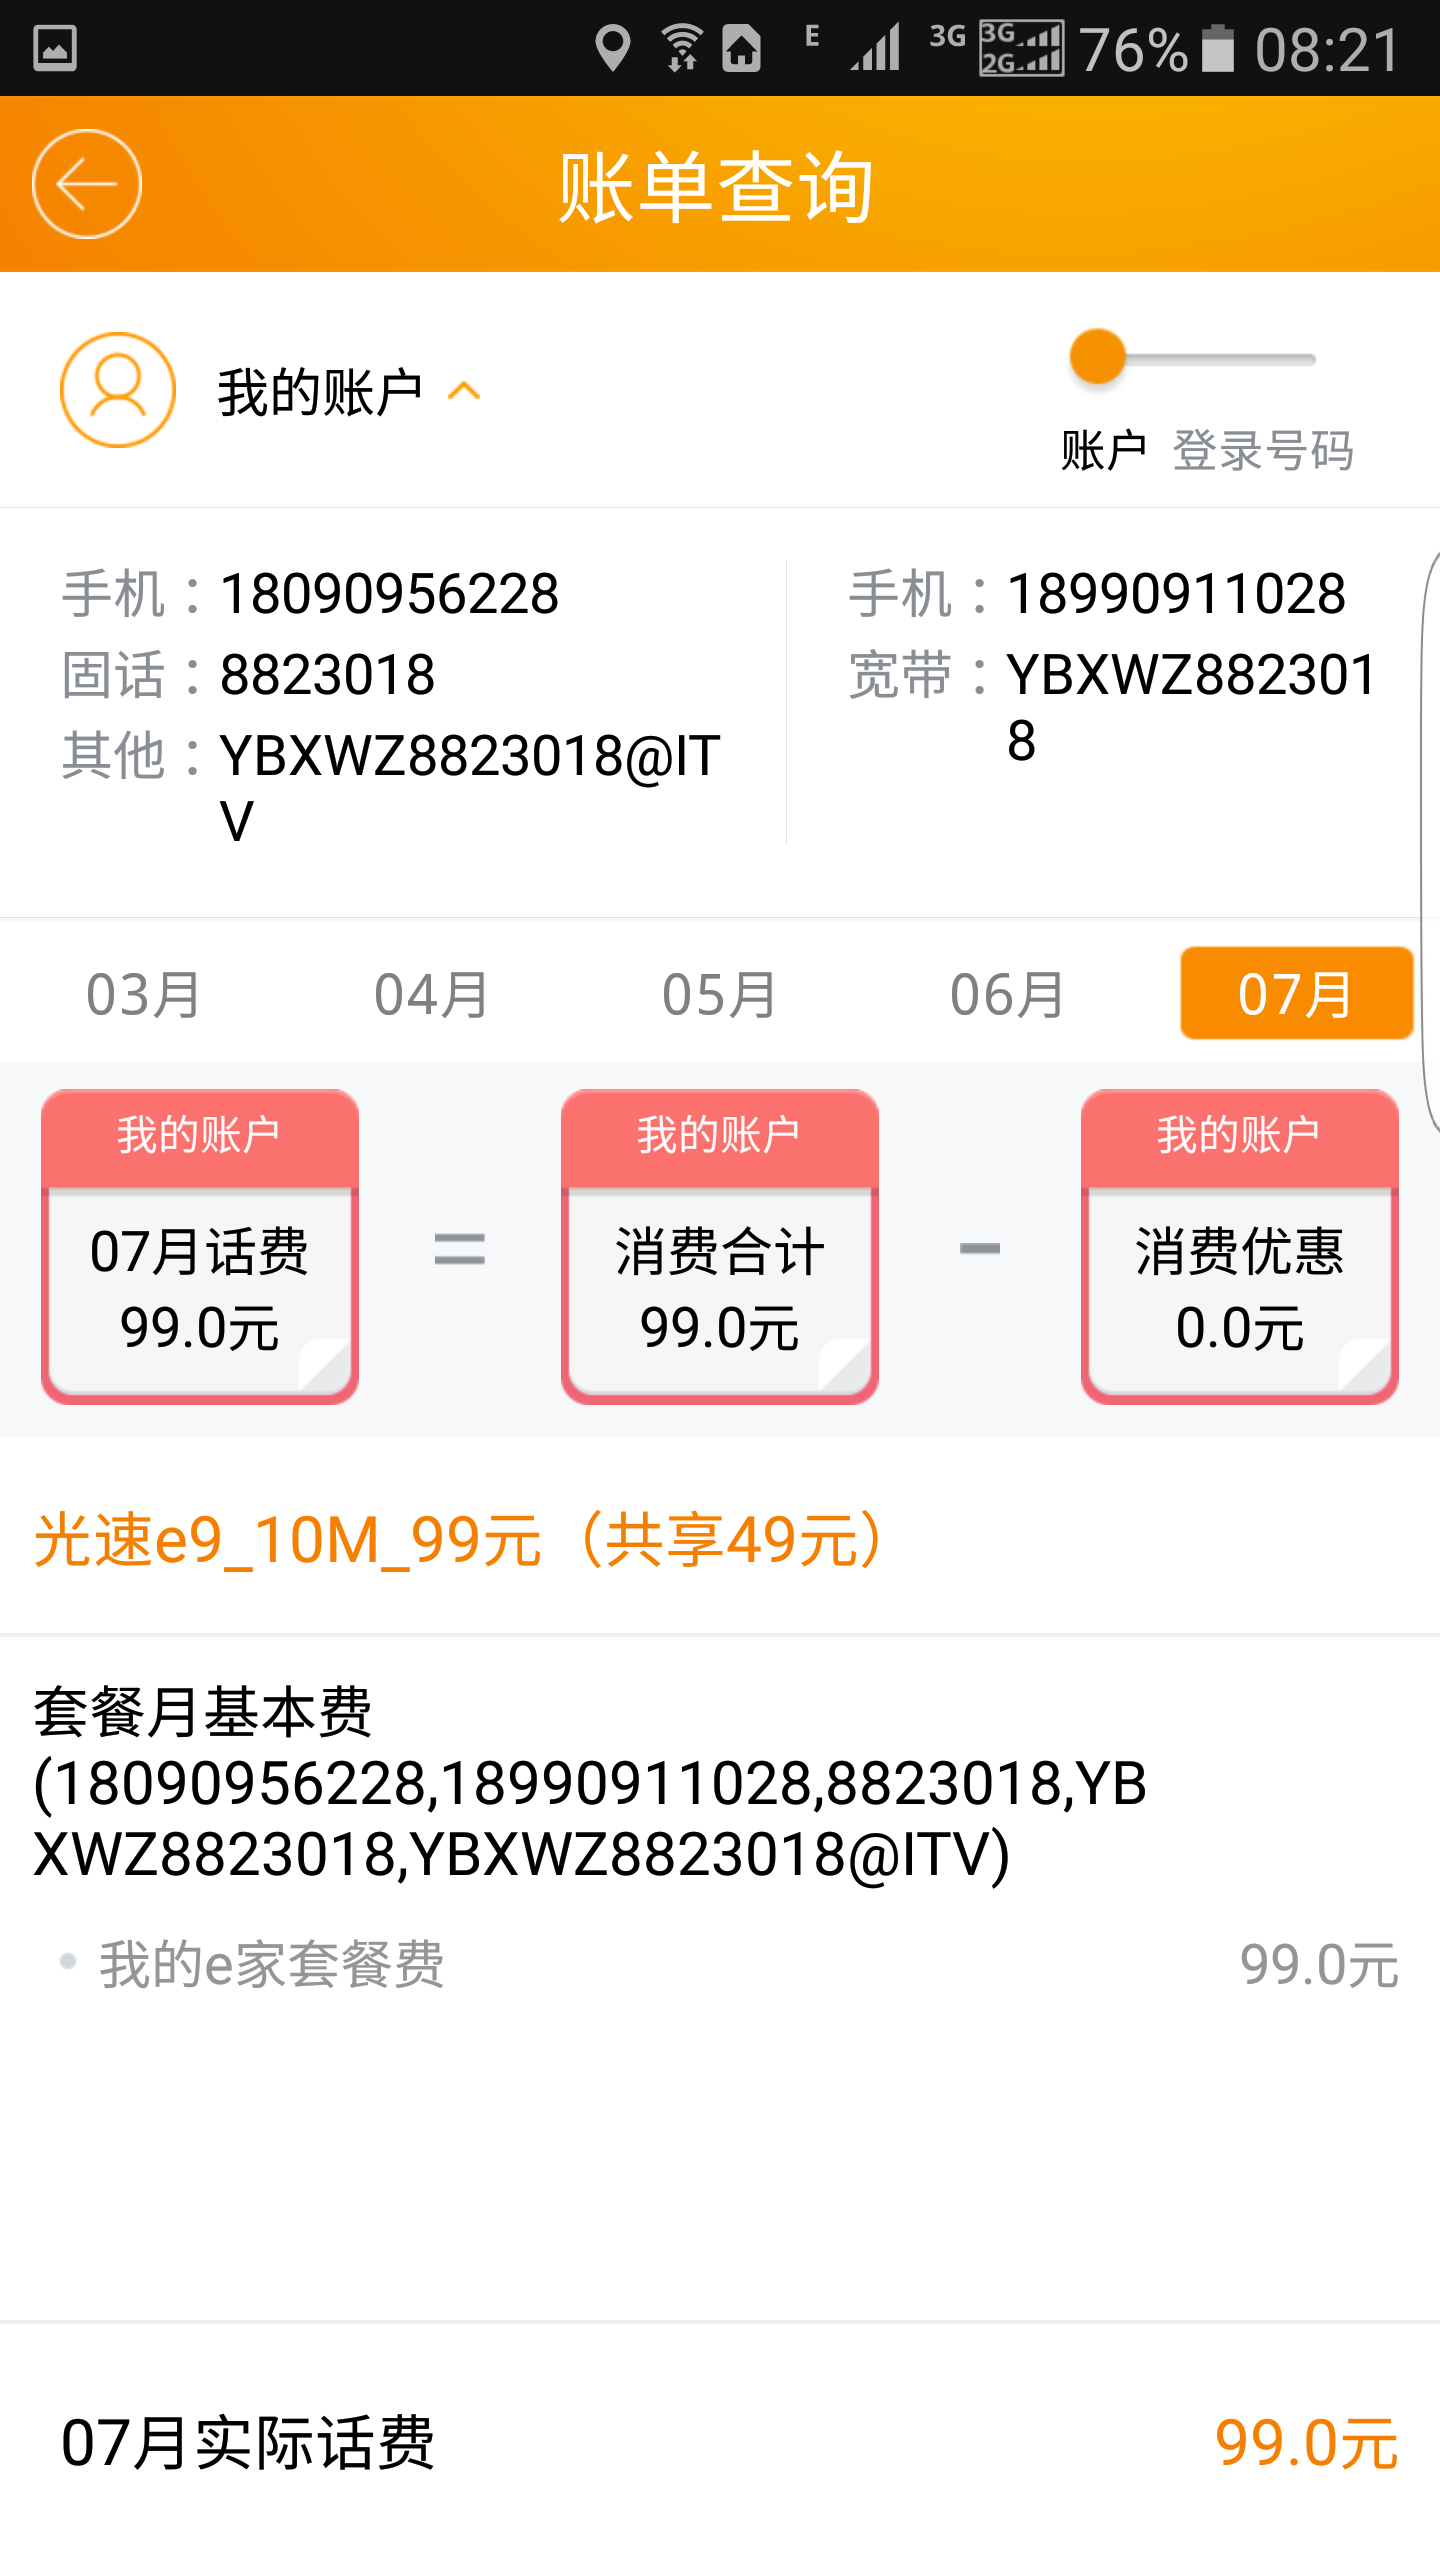 E 3G 3G 2G 76% 08:21
账单查询
我的账户
账户 登录号码
手机：18090956228
固话：8823018
其他：YBXWZ8823018@IT
V
手机：18990911028
宽带：YBXWZ882301
8
03月 04月 05月 06月 07月
我的账户 我的账户 我的账户
07月话费 = 消费合计 - 消费优惠
99.0元 99.0元 0.0元
光速e9_10M_99元（共享49元）
套餐月基本费
(18090956228,18990911028,8823018,YB
XWZ8823018,YBXWZ8823018@ITV)
我的e家套餐费 99.0元
07月实际话费 99.0元